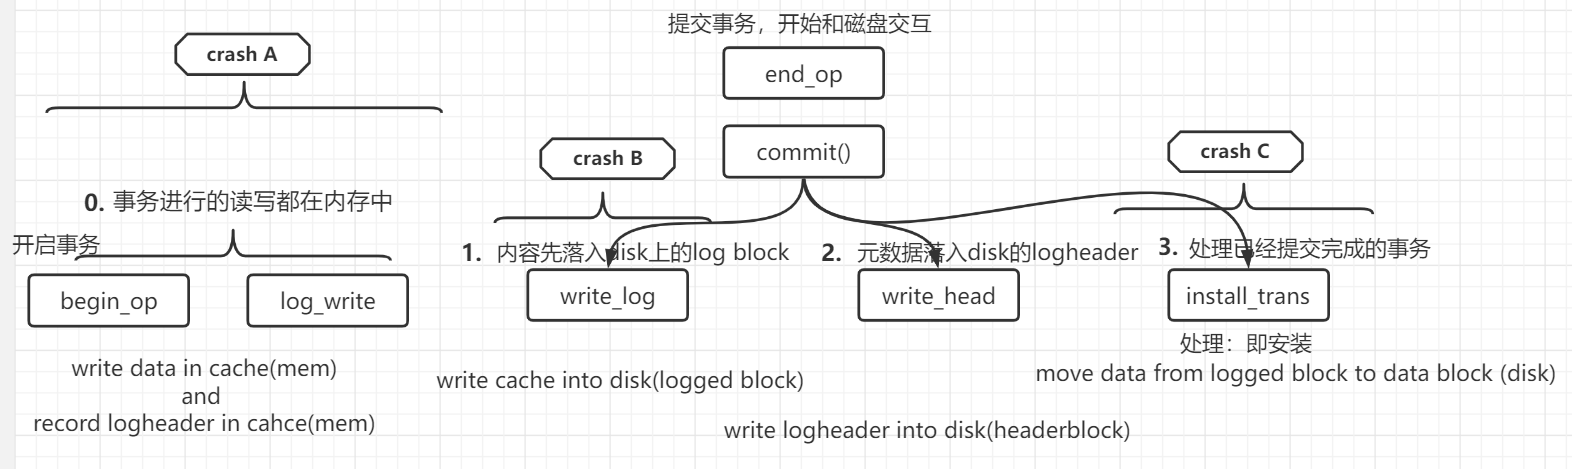 提交事务，开始和磁盘交互
crash A
end_op
crash B
commit()
crash C
0. 事务进行的读写都在内存中
开启事务
1. 内容先落入disk上的log block
2. 元数据落入disk的logheader
3. 处理已经提交完成的事务
begin_op
log_write
write_log
write_head
install_trans
处理：即安装
write data in cache(mem)
and
record logheader in cahce(mem)
write cache into disk(logged block)
move data from logged block to data block (disk)
write logheader into disk(headerblock)